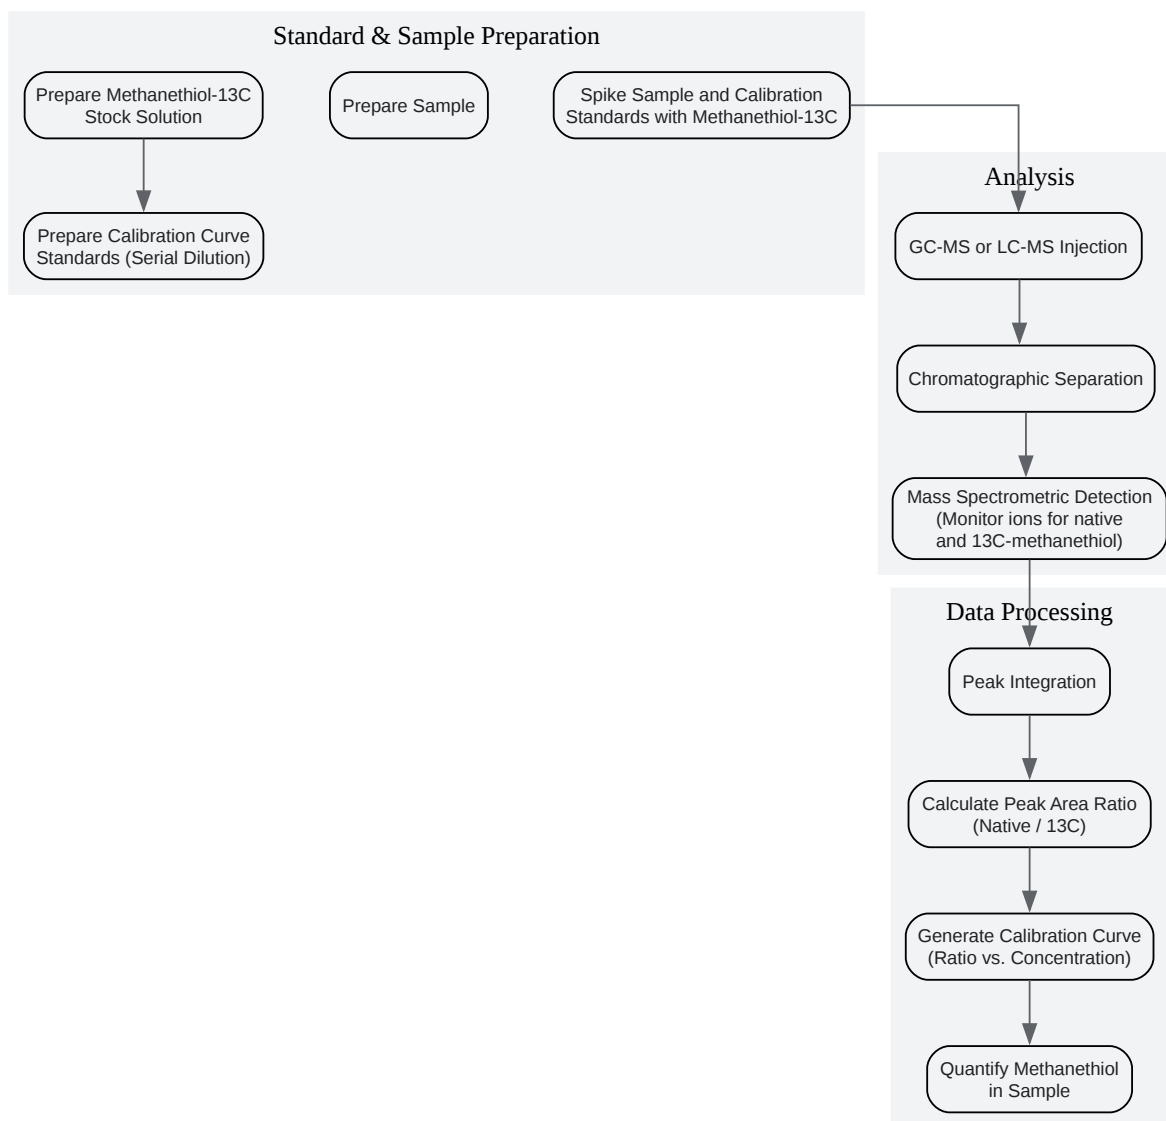 Standard & Sample Preparation
Prepare Methanethiol-13C
Stock Solution
Prepare Sample
Spike Sample and Calibration
Standards with Methanethiol-13C
Prepare Calibration Curve
Standards (Serial Dilution)
Analysis
GC-MS or LC-MS Injection
Chromatographic Separation
Mass Spectrometric Detection
(Monitor ions for native
and 13C-methanethiol)
Data Processing
Peak Integration
Calculate Peak Area Ratio
(Native / 13C)
Generate Calibration Curve
(Ratio vs. Concentration)
Quantify Methanethiol
in Sample